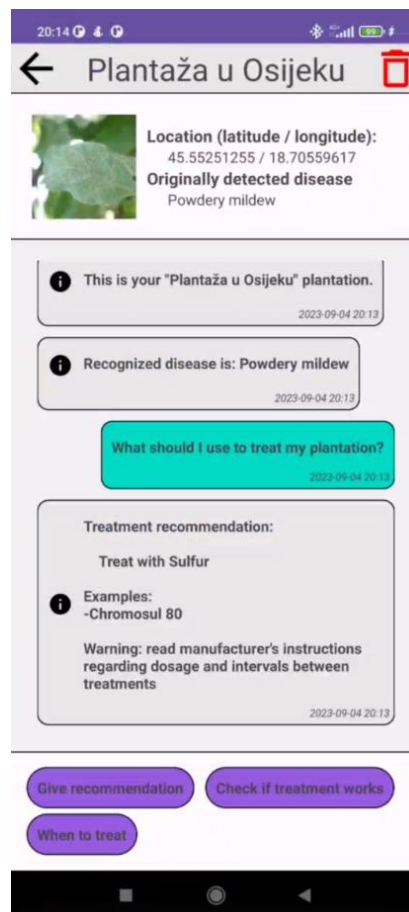 20:14
99
Plantaža u Osijeku
Location (latitude / longitude):
45.55251255 / 18.70559617
Originally detected disease
Powdery mildew
This is your "Plantaža u Osijeku" plantation.
2023-09-04 20:13
Recognized disease is: Powdery mildew
2023-09-04 20:13
What should I use to treat my plantation?
2023-09-04 20:13
Treatment recommendation:
Treat with Sulfur
Examples:
-Chromosul 80
Warning: read manufacturer's instructions
regarding dosage and intervals between
treatments
2023-09-04 20:13
Give recommendation
Check if treatment works
When to treat